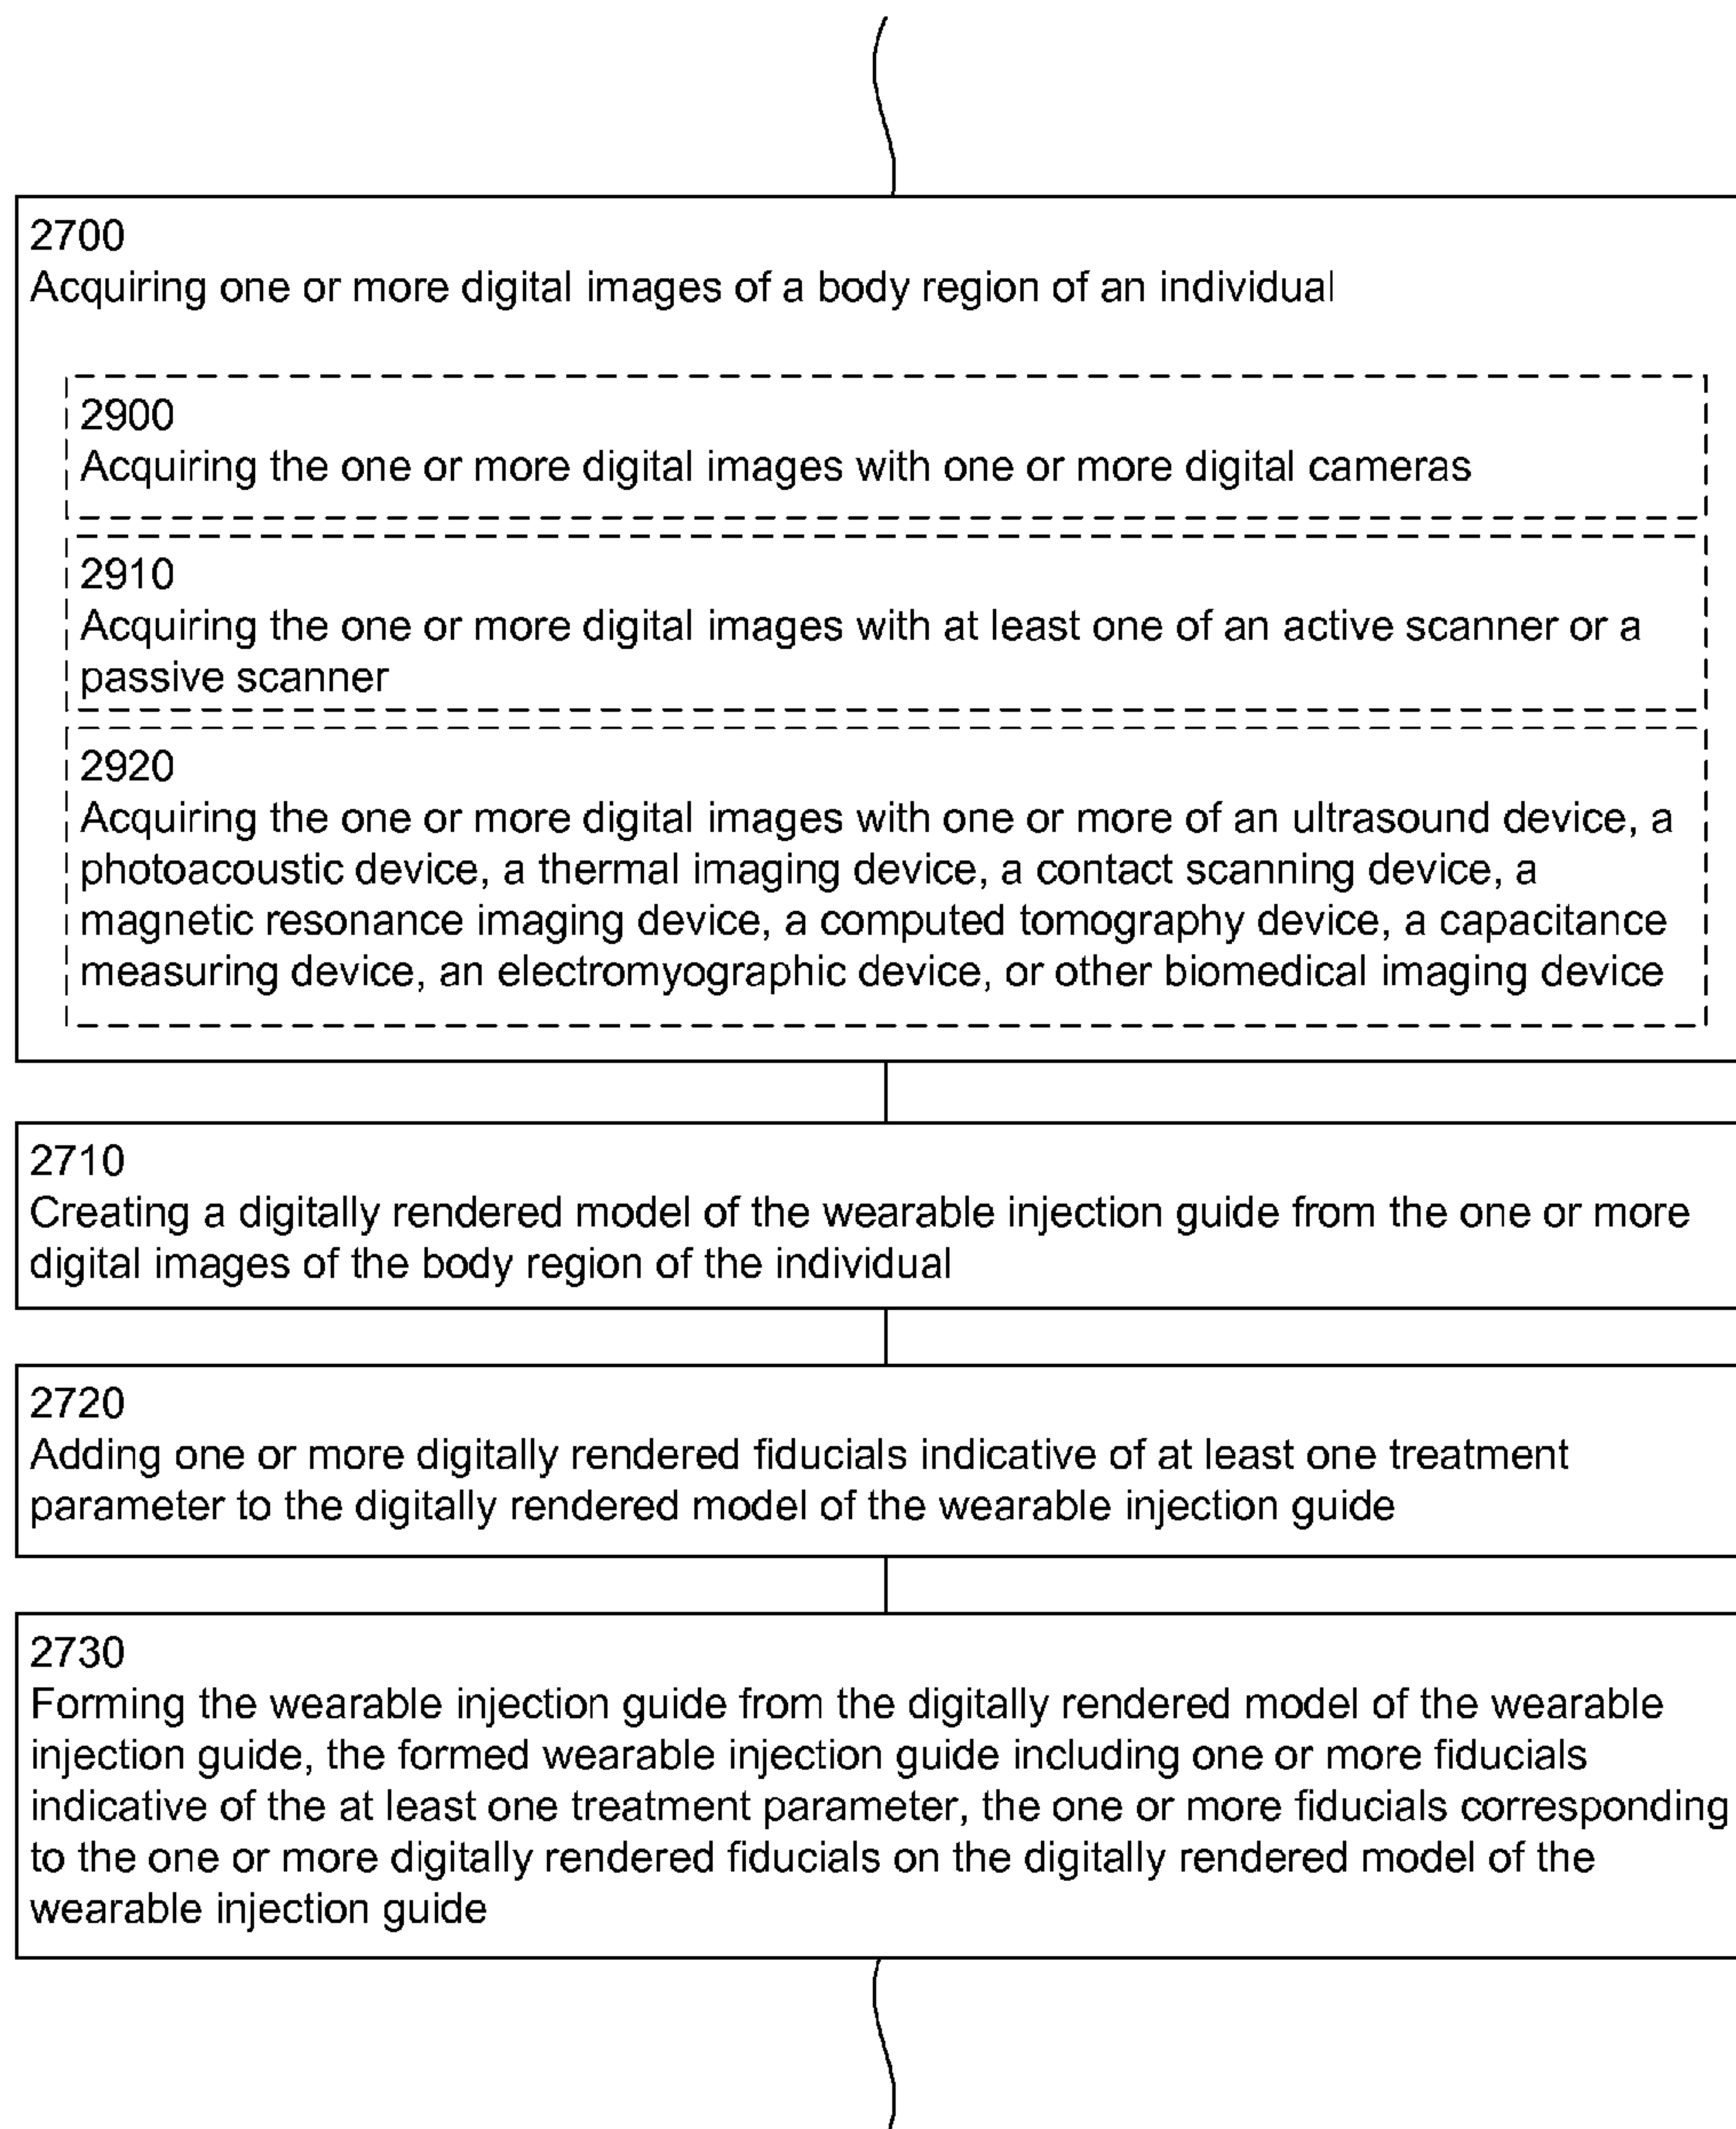 2700
Acquiring one or more digital images of a body region of an individual
2900
Acquiring the one or more digital images with one or more digital cameras
2910
Acquiring the one or more digital images with at least one of an active scanner or a
passive scanner
2920
Acquiring the one or more digital images with one or more of an ultrasound device, a
photoacoustic device, a thermal imaging device, a contact scanning device, a
magnetic resonance imaging device, a computed tomography device, a capacitance
measuring device, an electromyographic device, or other biomedical imaging device
2710
Creating a digitally rendered model of the wearable injection guide from the one or more
digital images of the body region of the individual
2720
Adding one or more digitally rendered fiducials indicative of at least one treatment
parameter to the digitally rendered model of the wearable injection guide
2730
Forming the wearable injection guide from the digitally rendered model of the wearable
injection guide, the formed wearable injection guide including one or more fiducials
indicative of the at least one treatment parameter, the one or more fiducials corresponding
to the one or more digitally rendered fiducials on the digitally rendered model of the
wearable injection guide